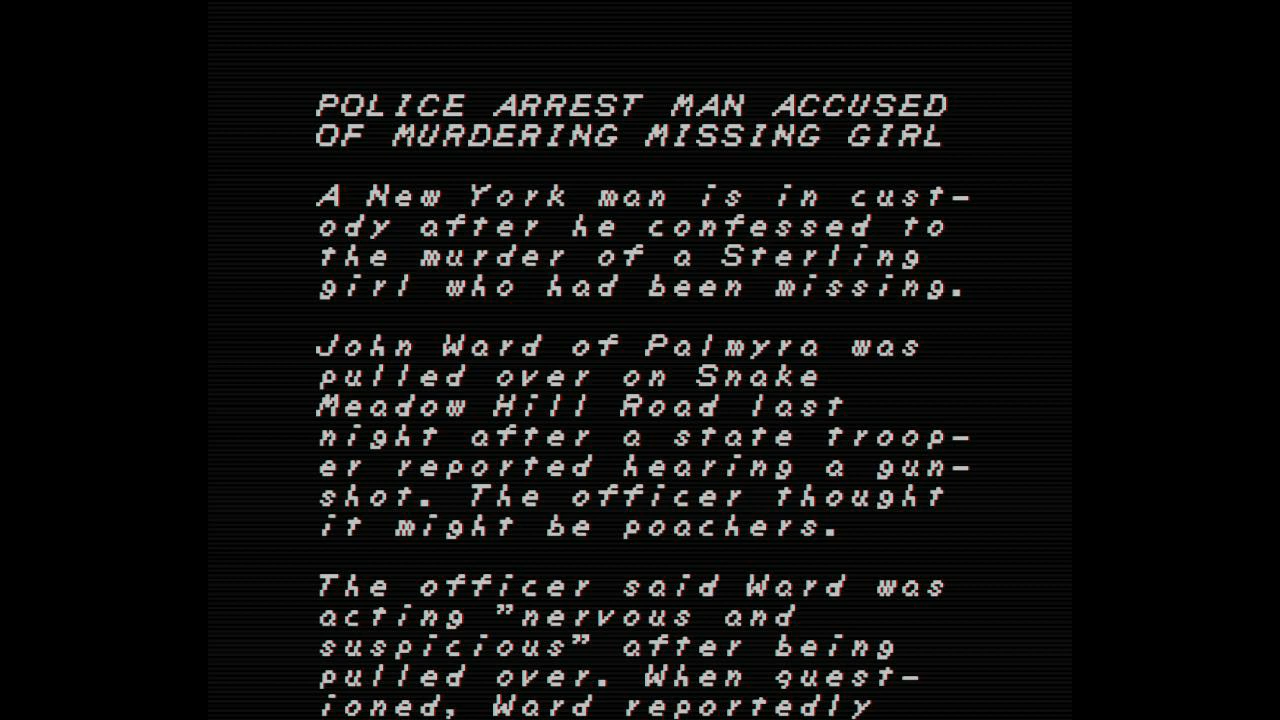 POLICE ARREST MAN ACCUSED
OF MURDERING MISSING GIRL
A New York man is in cust-
ody after he confessed to
the murder of a Sterling
girl who had been missing.
John Ward of Palmyra was
pulled over on Snake
Meadow Hill Road last
night after a state troop-
er reported hearing a gun-
shot. The officer thought
it might be poachers.
The officer said Ward was
acting "nervous and
suspicious" after being
pulled over. When quest-
ioned, Ward reportedly